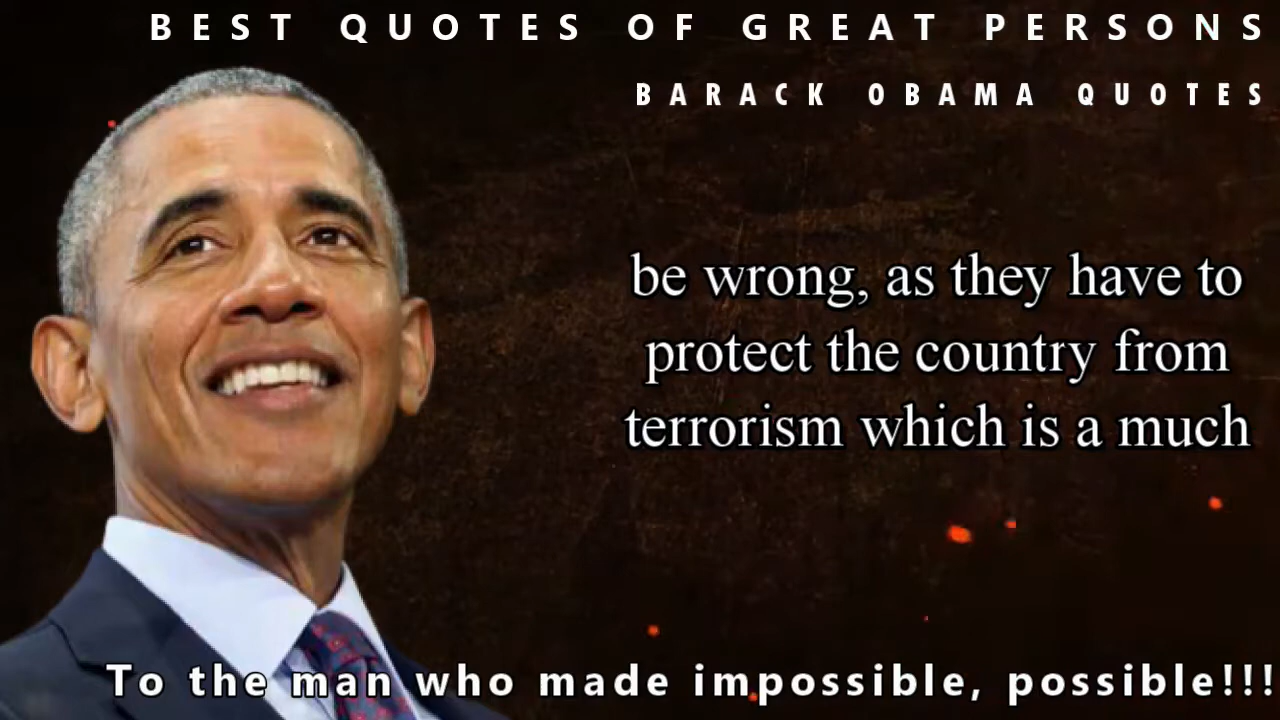 BEST QUOTES OF GREAT PERSONS
BARACK OBAMA QUOTES
be wrong, as they have to
protect the country from
terrorism which is a much
To the man who made impossible, possible!!!